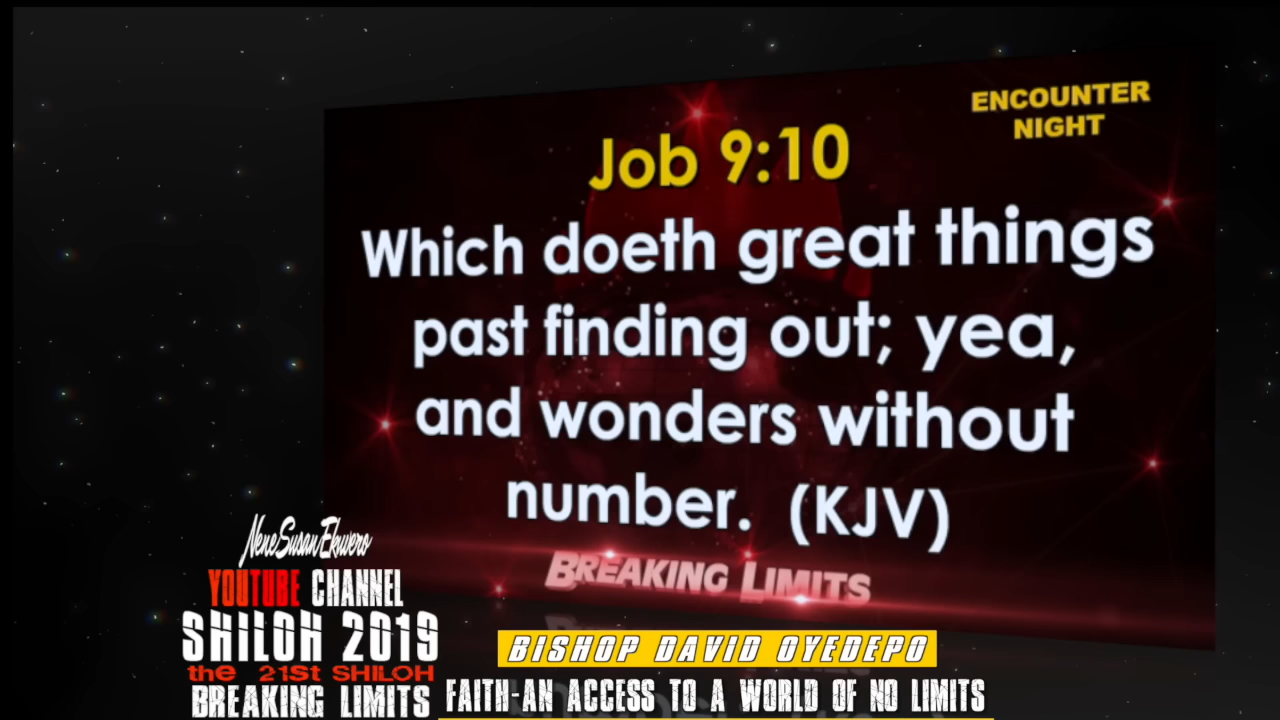 ENCOUNTER
NIGHT
Job 9:10
Which doeth great things
past finding out; yea,
and wonders without
number. (KJV)
BREAKING LIMITS
NeneSusanEkwero
YOUTUBE CHANNEL
SHILOH 2019
the 21st SHILOH
BREAKING LIMITS
BISHOP DAVID OYEDEPO
FAITH-AN ACCESS TO A WORLD OF NO LIMITS